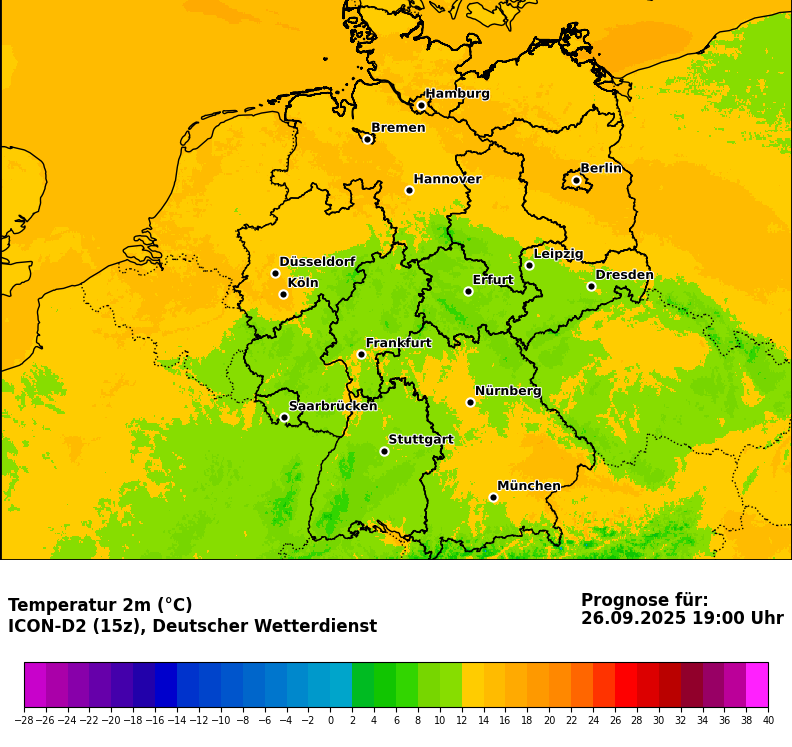 Hamburg
Bremen
Berlin
Hannover
Leipzig
Düsseldorf
Dresden
Köln
Erfurt
Frankfurt
Nürnberg
Saarbrücken
Stuttgart
München
Temperatur 2m (°C)
ICON-D2 (15z), Deutscher Wetterdienst
Prognose für:
26.09.2025 19:00 Uhr
−28 −26 −24 −22 −20 −18 −16 −14 −12 −10 −8 −6 −4 −2 0 2 4 6 8 10 12 14 16 18 20 22 24 26 28 30 32 34 36 38 40